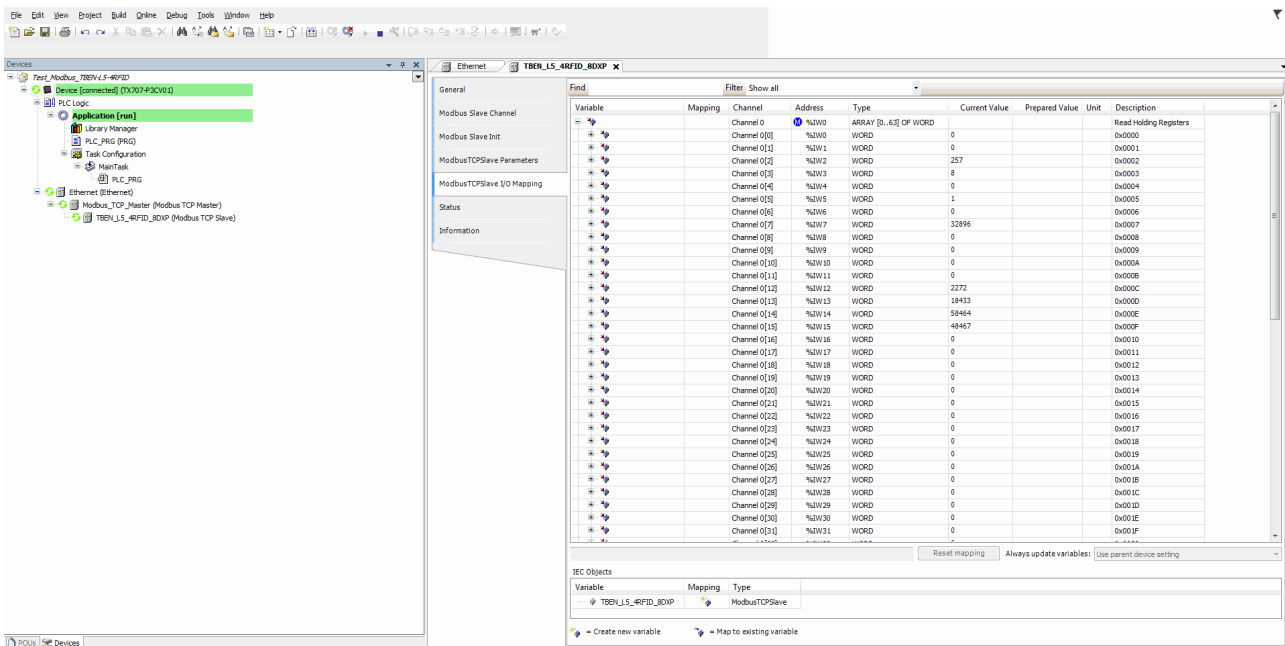 File Edit View Project Build Online Debug Tools Window Help
Devices
Test_Modbus_TBEN-L5-4RFID
Device [connected] (TX707-P3CV01)
PLC Logic
Application [run]
Library Manager
PLC_PRG (PRG)
Task Configuration
MainTask
PLC_PRG
Ethernet (Ethernet)
Modbus_TCP_Master (Modbus TCP Master)
TBEN_L5_4RFID_8DXP (Modbus TCP Slave)
POUs Devices
Ethernet TBEN_L5_4RFID_8DXP
General
Modbus Slave Channel
Modbus Slave Init
ModbusTCPSlave Parameters
ModbusTCPSlave I/O Mapping
Status
Information
Find Filter Show all
Variable Mapping Channel Address Type Current Value Prepared Value Unit Description
Channel 0 %IW0 ARRAY [0..63] OF WORD Read Holding Registers
Channel 0[0] %IW0 WORD 0 0x0000
Channel 0[1] %IW1 WORD 0 0x0001
Channel 0[2] %IW2 WORD 257 0x0002
Channel 0[3] %IW3 WORD 8 0x0003
Channel 0[4] %IW4 WORD 0 0x0004
Channel 0[5] %IW5 WORD 1 0x0005
Channel 0[6] %IW6 WORD 0 0x0006
Channel 0[7] %IW7 WORD 32896 0x0007
Channel 0[8] %IW8 WORD 0 0x0008
Channel 0[9] %IW9 WORD 0 0x0009
Channel 0[10] %IW10 WORD 0 0x000A
Channel 0[11] %IW11 WORD 0 0x000B
Channel 0[12] %IW12 WORD 2272 0x000C
Channel 0[13] %IW13 WORD 18433 0x000D
Channel 0[14] %IW14 WORD 58464 0x000E
Channel 0[15] %IW15 WORD 48467 0x000F
Channel 0[16] %IW16 WORD 0 0x0010
Channel 0[17] %IW17 WORD 0 0x0011
Channel 0[18] %IW18 WORD 0 0x0012
Channel 0[19] %IW19 WORD 0 0x0013
Channel 0[20] %IW20 WORD 0 0x0014
Channel 0[21] %IW21 WORD 0 0x0015
Channel 0[22] %IW22 WORD 0 0x0016
Channel 0[23] %IW23 WORD 0 0x0017
Channel 0[24] %IW24 WORD 0 0x0018
Channel 0[25] %IW25 WORD 0 0x0019
Channel 0[26] %IW26 WORD 0 0x001A
Channel 0[27] %IW27 WORD 0 0x001B
Channel 0[28] %IW28 WORD 0 0x001C
Channel 0[29] %IW29 WORD 0 0x001D
Channel 0[30] %IW30 WORD 0 0x001E
Channel 0[31] %IW31 WORD 0 0x001F
Reset mapping Always update variables: Use parent device setting
IEC Objects
Variable Mapping Type
TBEN_L5_4RFID_8DXP ModbusTCPSlave
= Create new variable = Map to existing variable